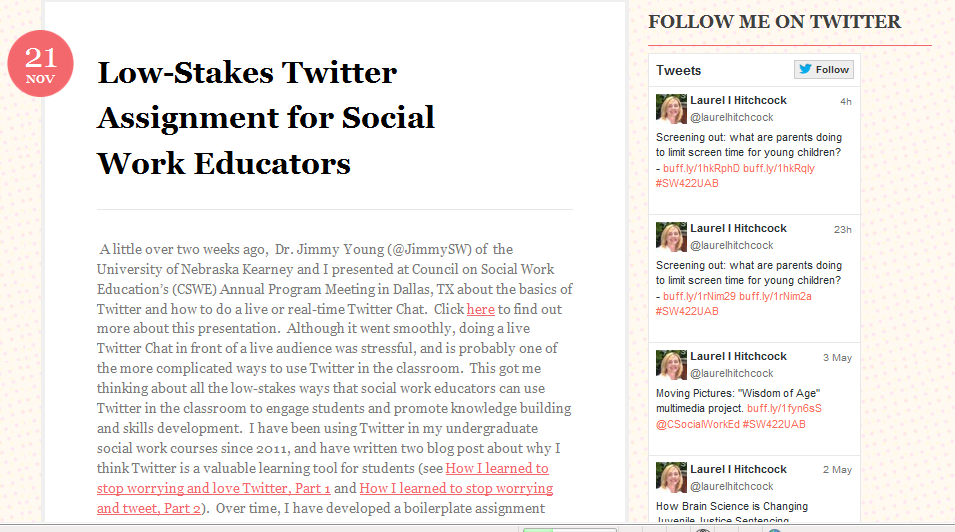 21
NOV
Low-Stakes Twitter
Assignment for Social
Work Educators
A little over two weeks ago,  Dr. Jimmy Young (@JimmySW) of  the
University of Nebraska Kearney and I presented at Council on Social Work
Education's (CSWE) Annual Program Meeting in Dallas, TX about the basics of
Twitter and how to do a live or real-time Twitter Chat.  Click here to find out
more about this presentation.  Although it went smoothly, doing a live
Twitter Chat in front of a live audience was stressful, and is probably one of
the more complicated ways to use Twitter in the classroom.  This got me
thinking about all the low-stakes ways that social work educators can use
Twitter in the classroom to engage students and promote knowledge building
and skills development.  I have been using Twitter in my undergraduate
social work courses since 2011, and have written two blog post about why I
think Twitter is a valuable learning tool for students (see How I learned to
stop worrying and love Twitter, Part 1 and How I learned to stop worrying
and tweet, Part 2).  Over time, I have developed a boilerplate assignment
FOLLOW ME ON TWITTER
Tweets
Follow
Laurel I Hitchcock 4h
@laurelhitchcock
Screening out: what are parents doing
to limit screen time for young children?
- buff.ly/1hkRphD buff.ly/1hkRqly
#SW422UAB
Laurel I Hitchcock 23h
@laurelhitchcock
Screening out: what are parents doing
to limit screen time for young children?
- buff.ly/1rNim29 buff.ly/1rNim2a
#SW422UAB
Laurel I Hitchcock 3 May
@laurelhitchcock
Moving Pictures: "Wisdom of Age"
multimedia project. buff.ly/1fyn6sS
@CSocialWorkEd #SW422UAB
Laurel I Hitchcock 2 May
@laurelhitchcock
How Brain Science is Changing
Juvenile Justice Sentencing